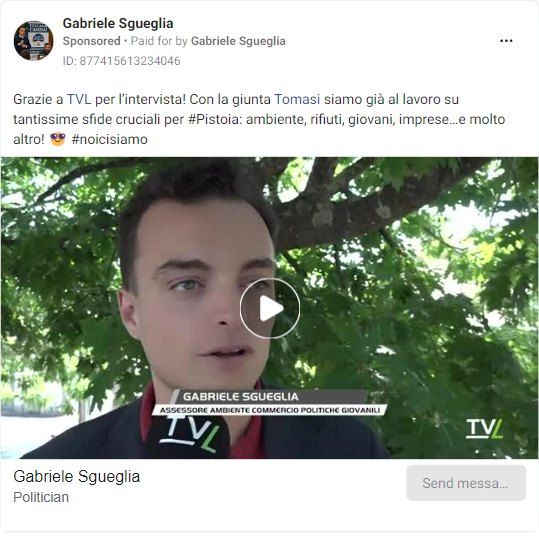 Gabriele Sgueglia
Sponsored • Paid for by Gabriele Sgueglia
ID: 877415613234046
Grazie a TVL per l'intervista! Con la giunta Tomasi siamo già al lavoro su
tantissime sfide cruciali per #Pistoia: ambiente, rifiuti, giovani, imprese…e molto
altro! 😎 #noicisiamo
GABRIELE SGUEGLIA
ASSESSORE AMBIENTE COMMERCIO POLITICHE GIOVANILI
TVL
TVL
Gabriele Sgueglia
Politician
Send messa...